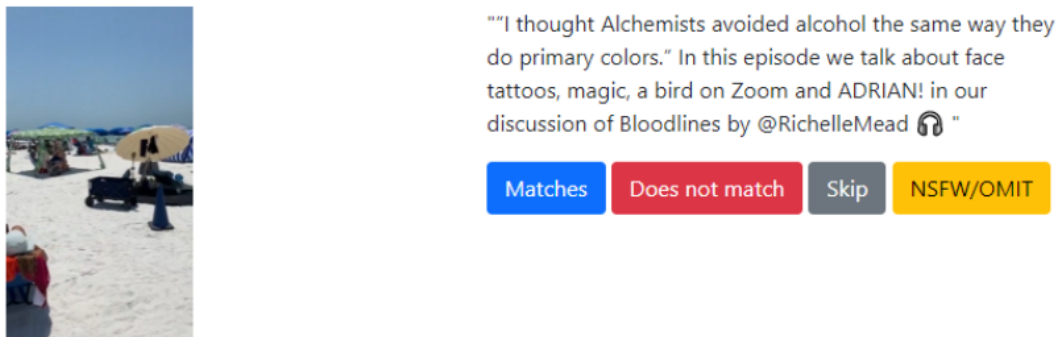 "“I thought Alchemists avoided alcohol the same way they
do primary colors.” In this episode we talk about face
tattoos, magic, a bird on Zoom and ADRIAN! in our
discussion of Bloodlines by @RichelleMead 🎧 "
Matches
Does not match
Skip
NSFW/OMIT